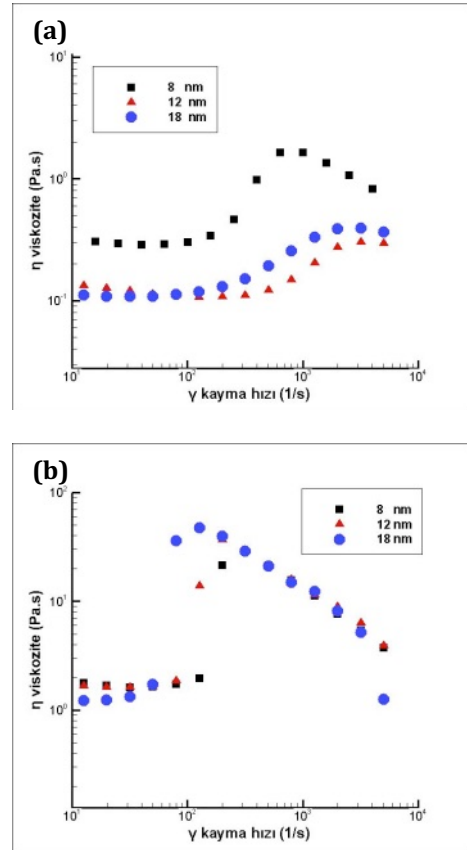 (a)
8 nm
12 nm
18 nm
10¹
10⁰
10⁻¹
η viskozite (Pa.s)
10¹ 10² 10³ 10⁴
γ kayma hızı (1/s)
(b)
8 nm
12 nm
18 nm
10²
10¹
10⁰
η viskozite (Pa.s)
10¹ 10² 10³ 10⁴
γ kayma hızı (1/s)